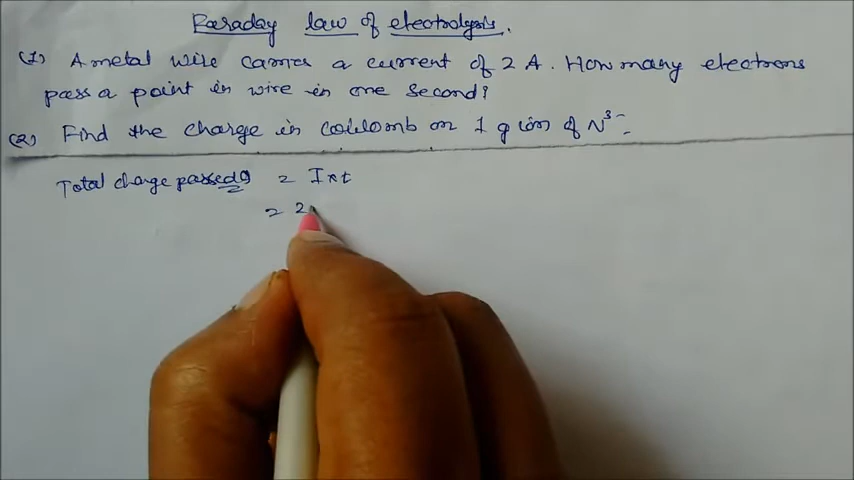 Faraday law of electrolysis.
(1) A metal wire carries a current of 2 A. How many electrons
pass a point in wire in one second?
(2) Find the charge in coulomb on 1 g ion of N³⁻
Total charge passed Q = I × t
= 2